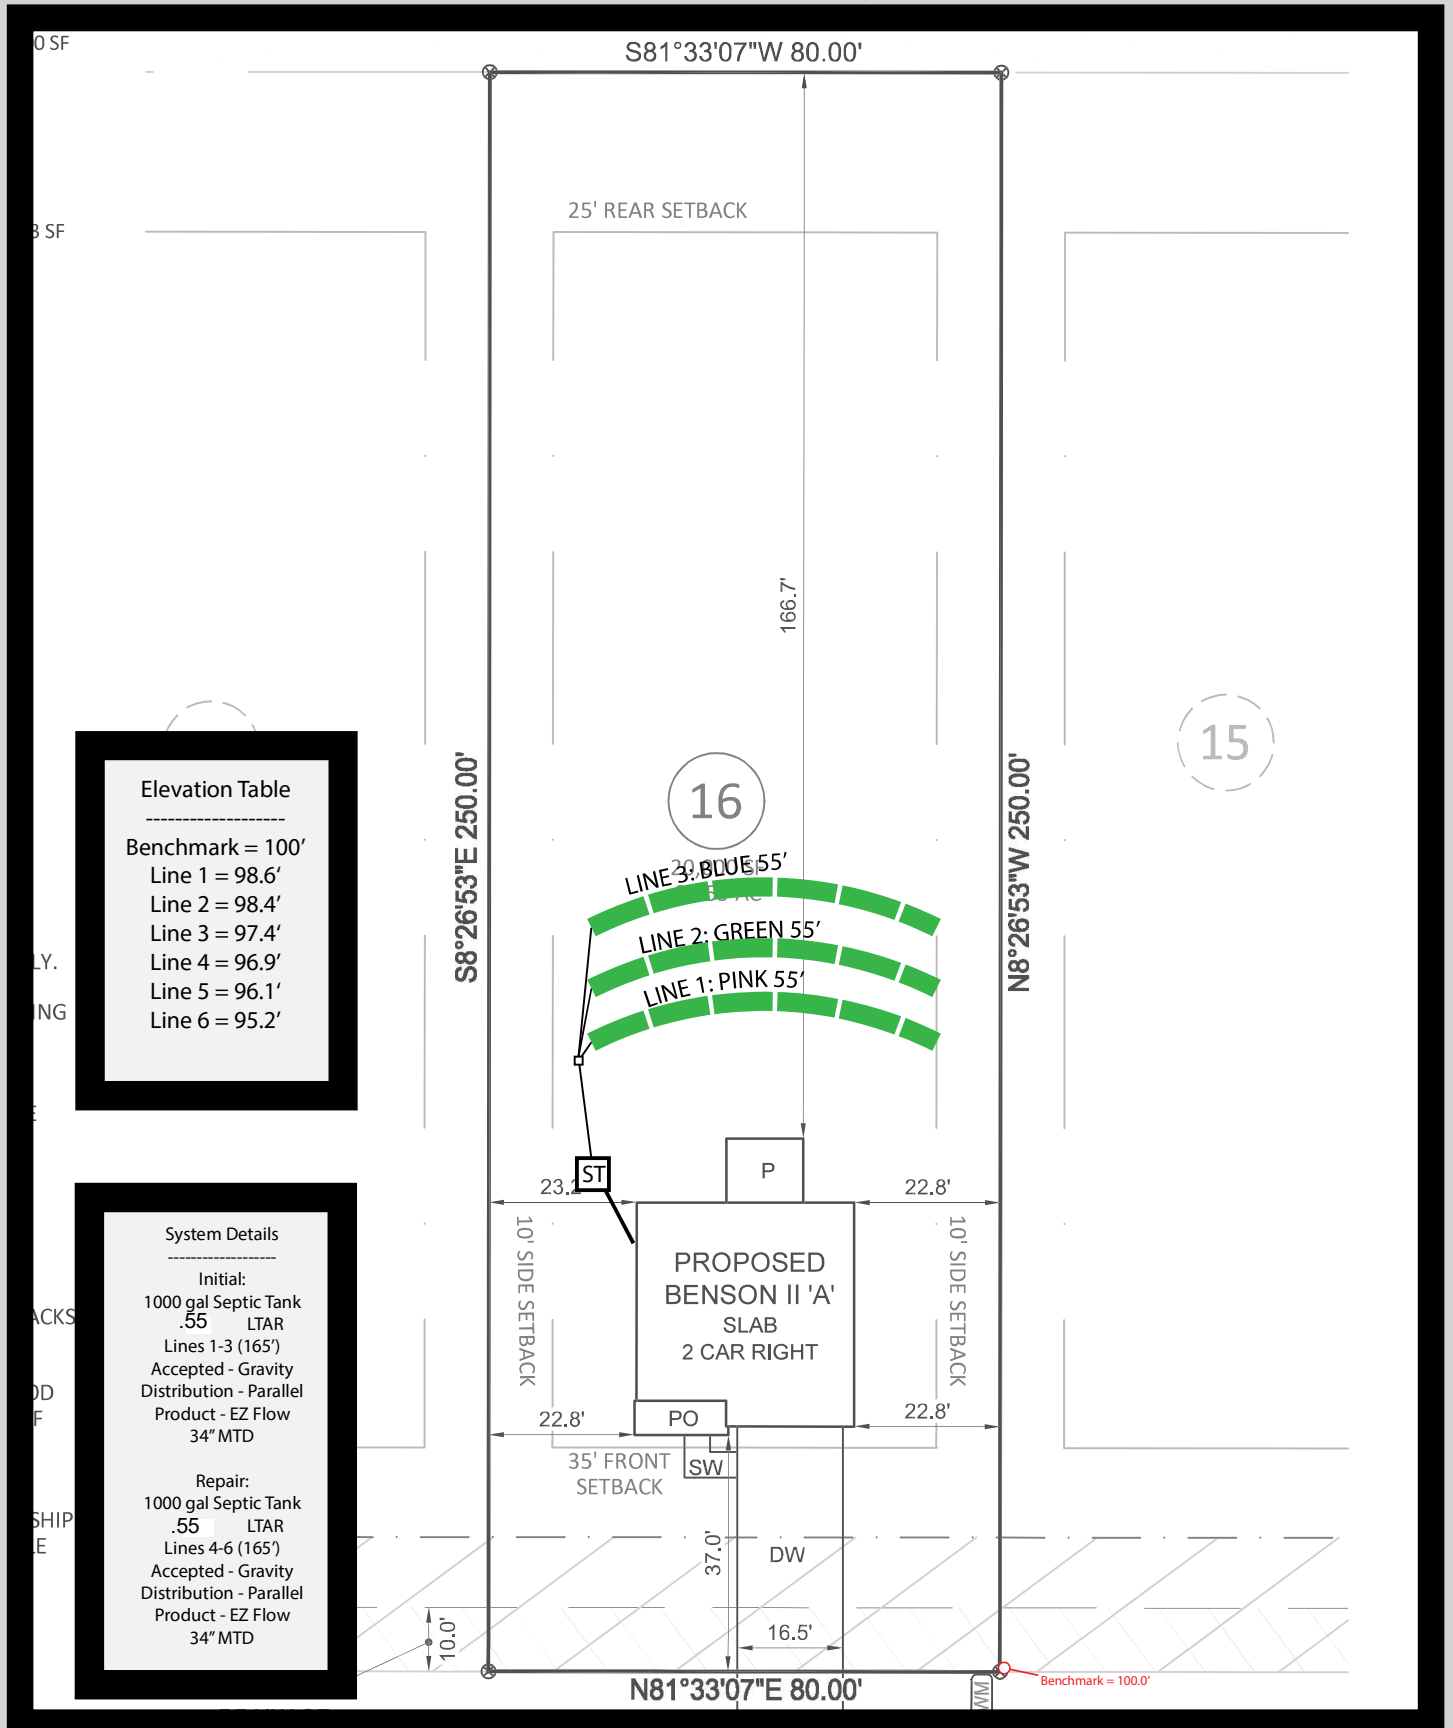 0 SF
S81°33'07"W 80.00'
25' REAR SETBACK
3 SF
166.7'
15
S8°26'53"E 250.00'
N8°26'53"W 250.00'
16
Elevation Table
-------------------
Benchmark = 100'
Line 1 = 98.6'
Line 2 = 98.4'
Line 3 = 97.4'
Line 4 = 96.9'
Line 5 = 96.1'
Line 6 = 95.2'
20,000 SF
LINE 3: BLUE 55'
AC
LINE 2: GREEN 55'
LINE 1: PINK 55'
LY.
ING
E
ST
P
23.2
22.8'
10' SIDE SETBACK
10' SIDE SETBACK
PROPOSED
BENSON II 'A'
SLAB
2 CAR RIGHT
System Details
-------------------
Initial:
1000 gal Septic Tank
.55 LTAR
Lines 1-3 (165')
Accepted - Gravity
Distribution - Parallel
Product - EZ Flow
34" MTD
Repair:
1000 gal Septic Tank
.55 LTAR
Lines 4-6 (165')
Accepted - Gravity
Distribution - Parallel
Product - EZ Flow
34" MTD
ACKS
OD
F
SHIP
LE
22.8'
PO
22.8'
35' FRONT
SETBACK
SW
37.0'
DW
10.0'
16.5'
N81°33'07"E 80.00'
WM
Benchmark = 100.0'